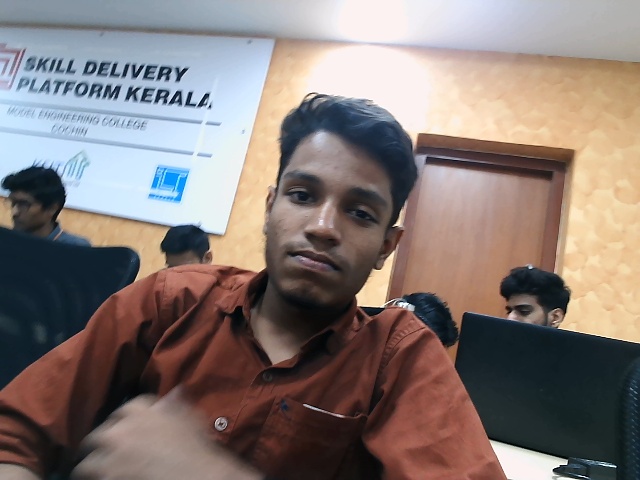 SKILL DELIVERY
PLATFORM KERALA
MODEL ENGINEERING COLLEGE
COCHIN